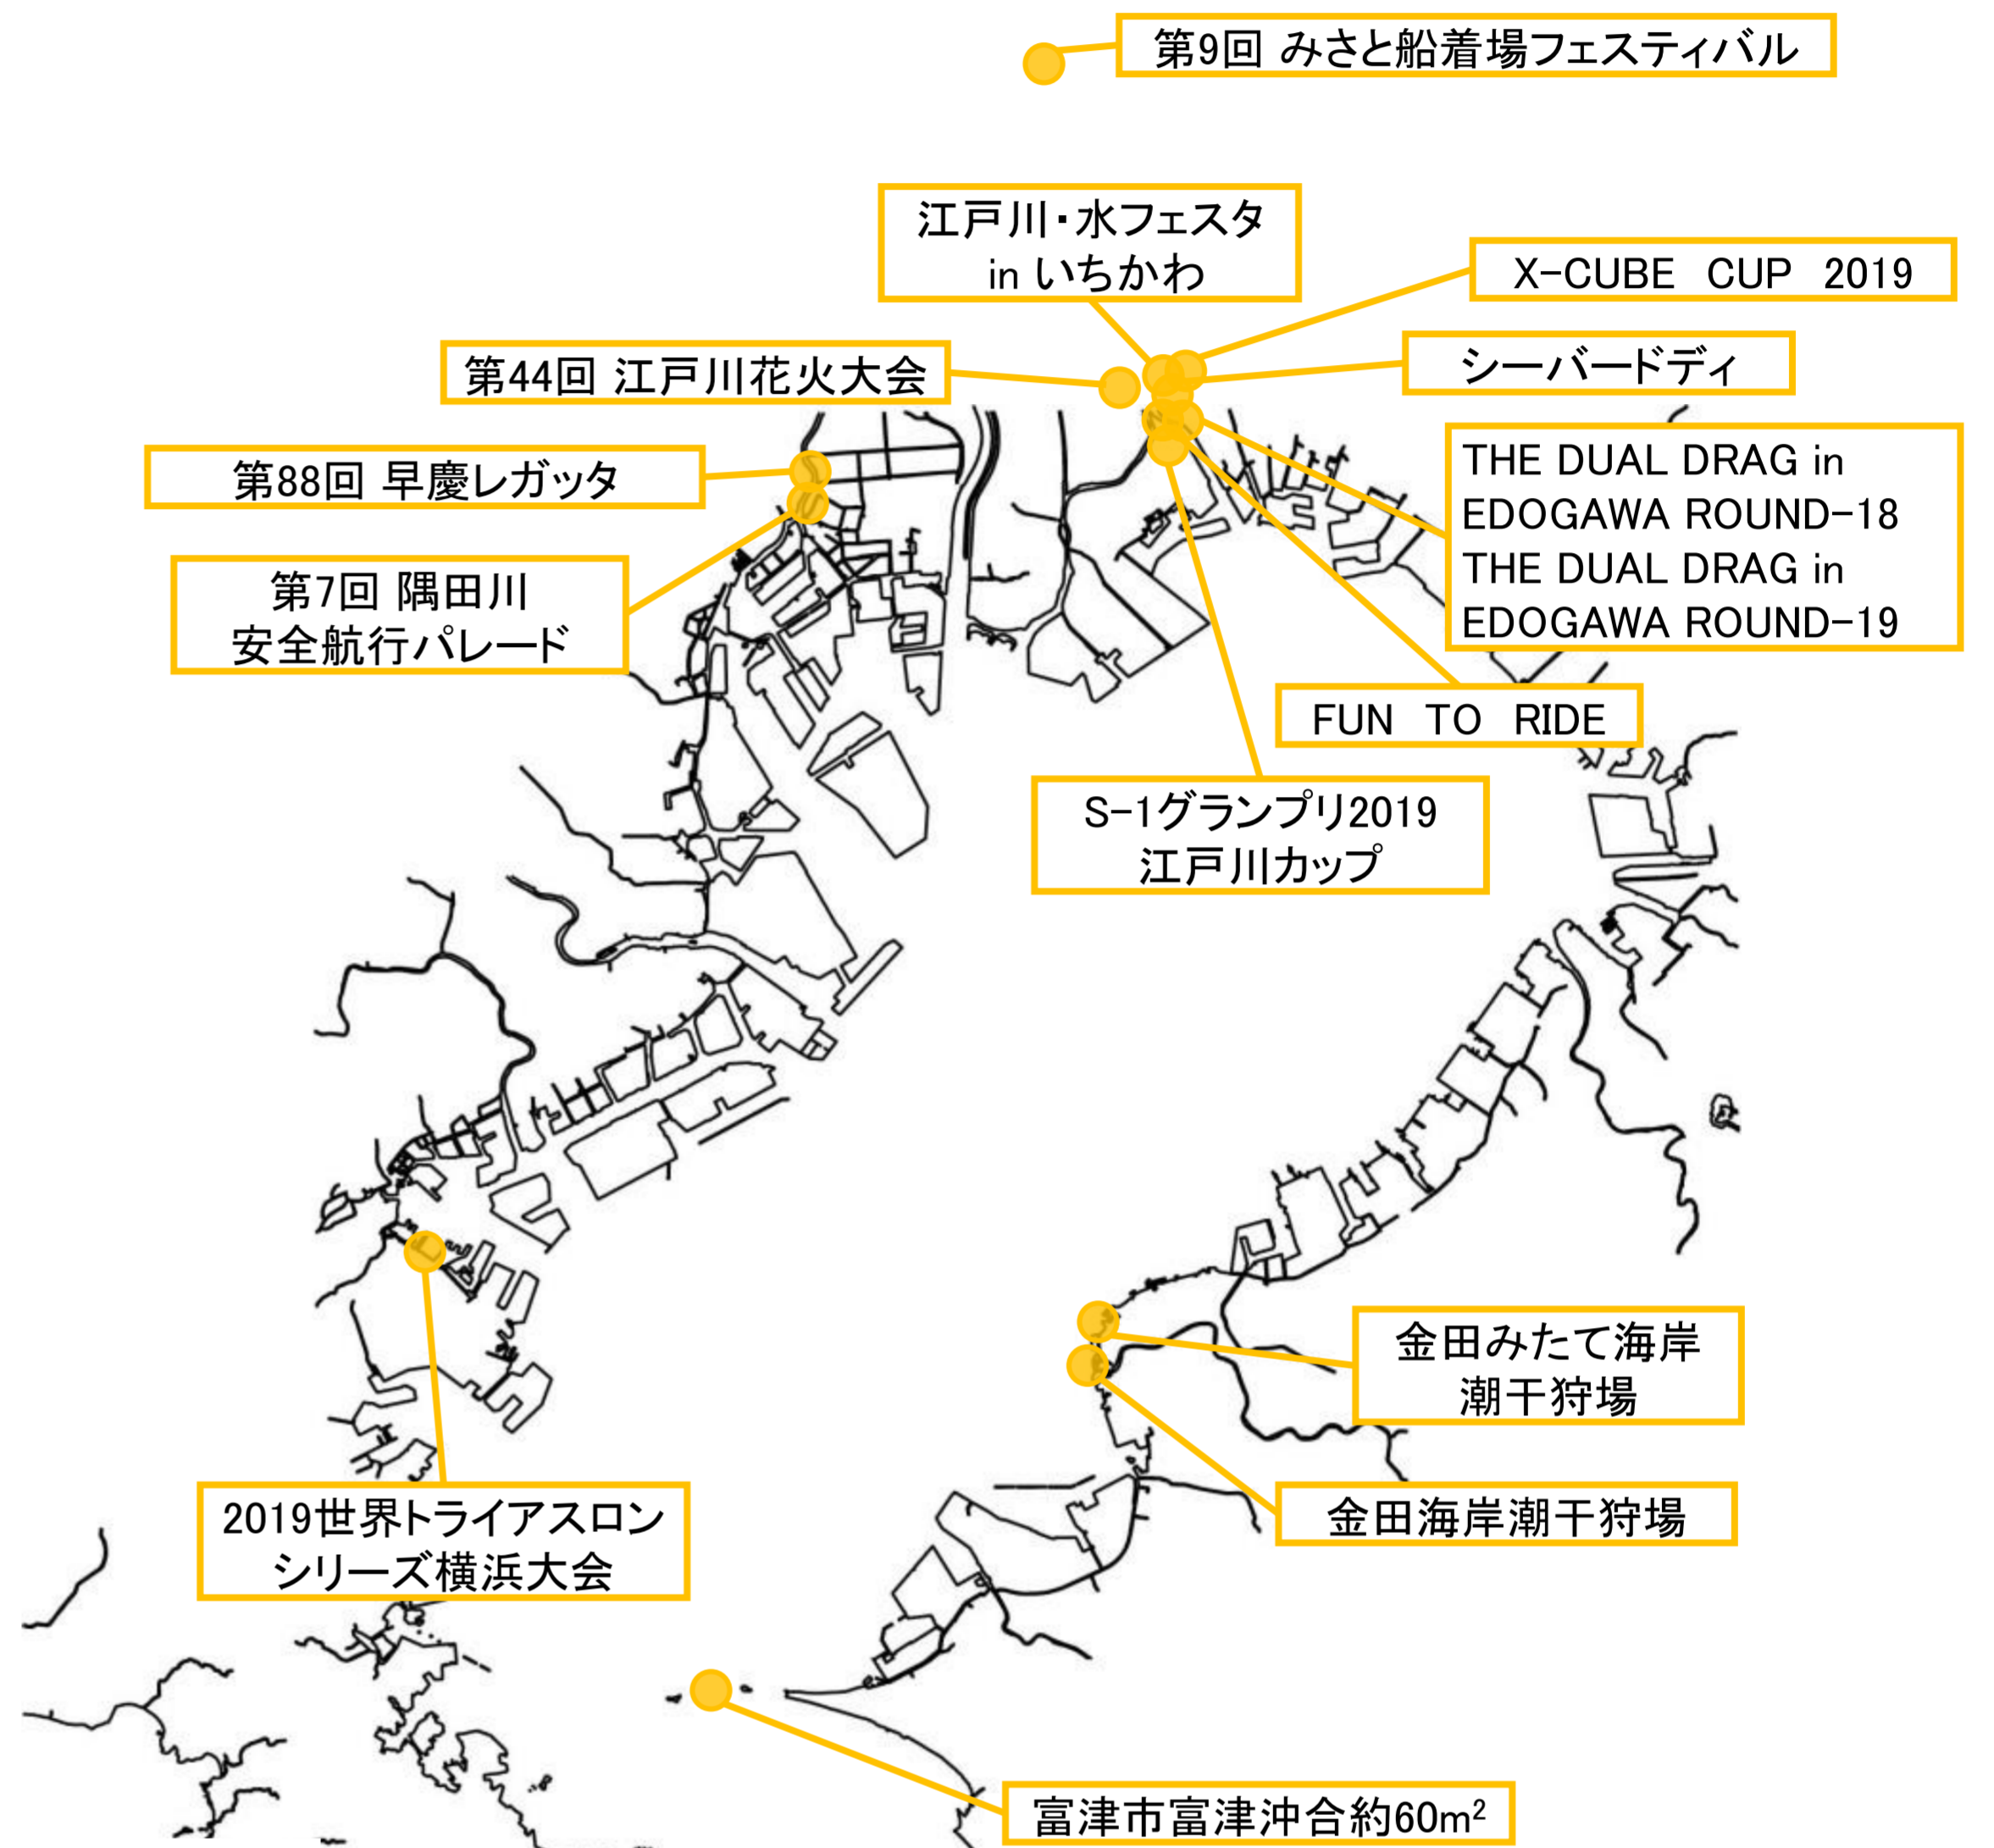 第9回 みさと船着場フェスティバル
江戸川・水フェスタ
in いちかわ
X-CUBE CUP 2019
シーバードディ
第44回 江戸川花火大会
第88回 早慶レガッタ
THE DUAL DRAG in
EDOGAWA ROUND-18
THE DUAL DRAG in
EDOGAWA ROUND-19
第7回 隅田川
安全航行パレード
FUN TO RIDE
S-1グランプリ2019
江戸川カップ
金田みたて海岸
潮干狩場
金田海岸潮干狩場
2019世界トライアスロン
シリーズ横浜大会
富津市富津沖合約60m²